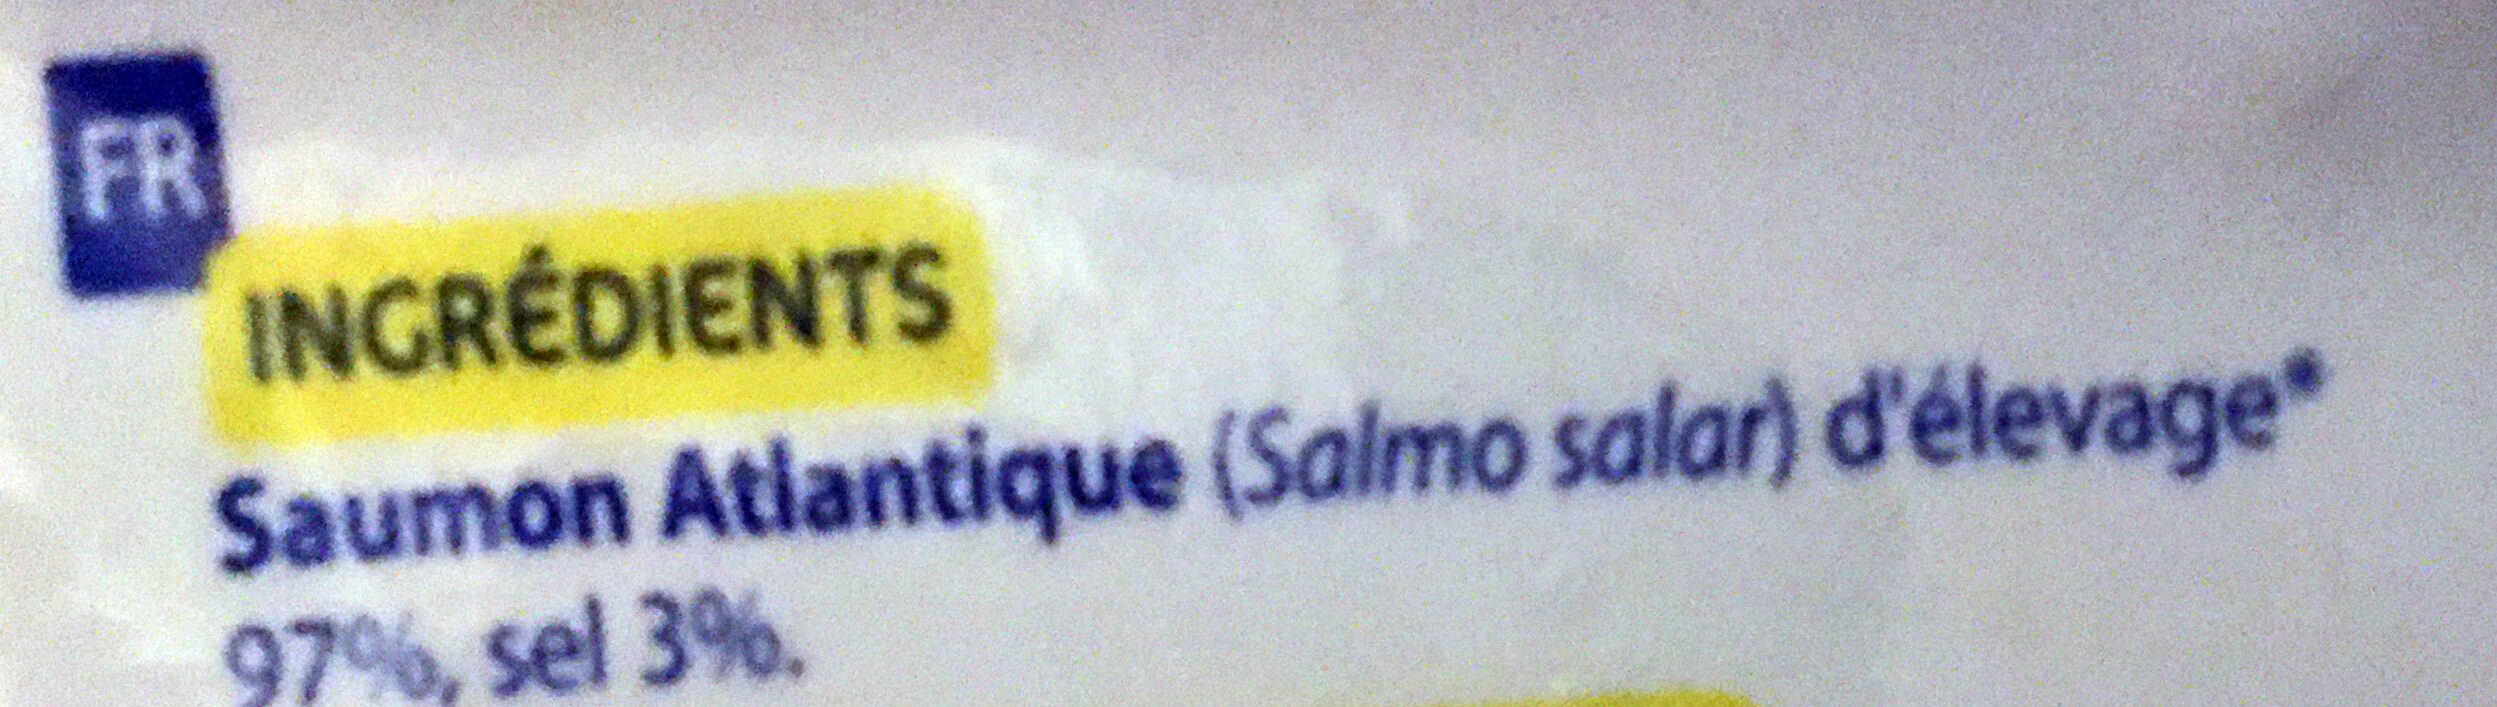 FR
INGRÉDIENTS
Saumon Atlantique (Salmo salar) d'élevage*
97%, sel 3%.